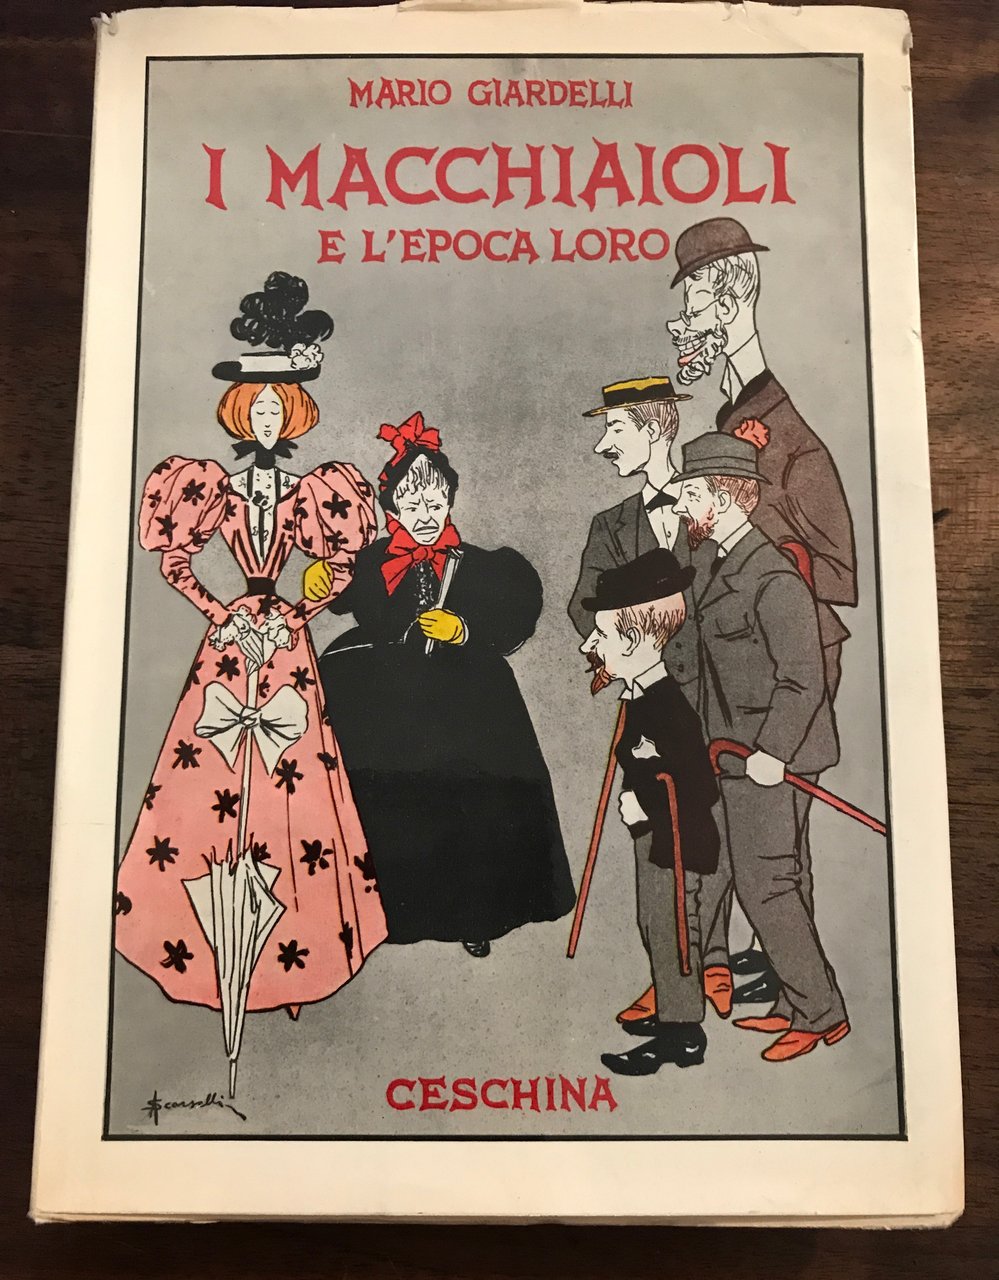 MARIO GIARDELLI
I MACCHIAIOLI
E L'EPOCA LORO
CESCHINA